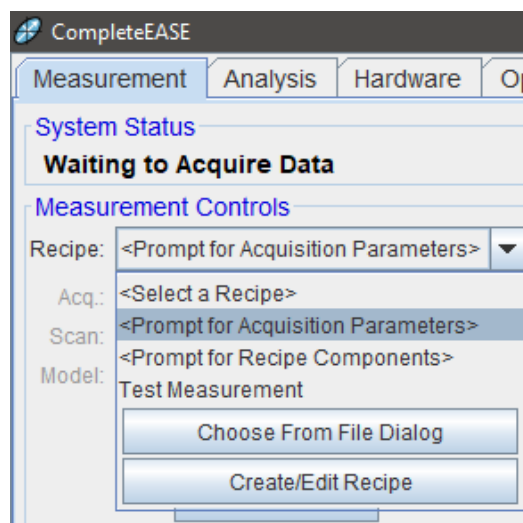 CompleteEASE
Measurement Analysis Hardware
System Status
Waiting to Acquire Data
Measurement Controls
Recipe: <Prompt for Acquisition Parameters>
Acq.: <Select a Recipe>
Scan: <Prompt for Acquisition Parameters>
<Prompt for Recipe Components>
Model: Test Measurement
Choose From File Dialog
Create/Edit Recipe